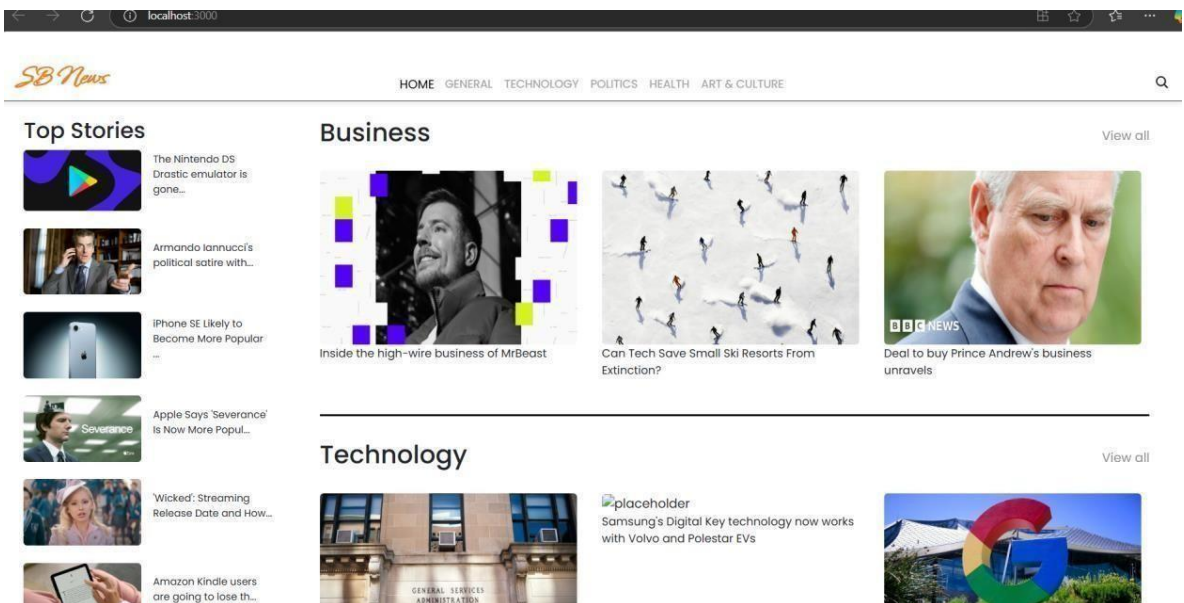 localhost:3000
SB News
HOME GENERAL TECHNOLOGY POLITICS HEALTH ART & CULTURE
Top Stories
The Nintendo DS
Drastic emulator is
gone...
Armando Iannucci's
political satire with...
iPhone SE Likely to
Become More Popular
...
Severance
Apple Says 'Severance'
Is Now More Popul...
'Wicked': Streaming
Release Date and How...
Amazon Kindle users
are going to lose th...
Business
View all
Inside the high-wire business of MrBeast
Can Tech Save Small Ski Resorts From
Extinction?
BBC NEWS
Deal to buy Prince Andrew's business
unravels
Technology
View all
GENERAL SERVICES
ADMINISTRATION
placeholder
Samsung's Digital Key technology now works
with Volvo and Polestar EVs